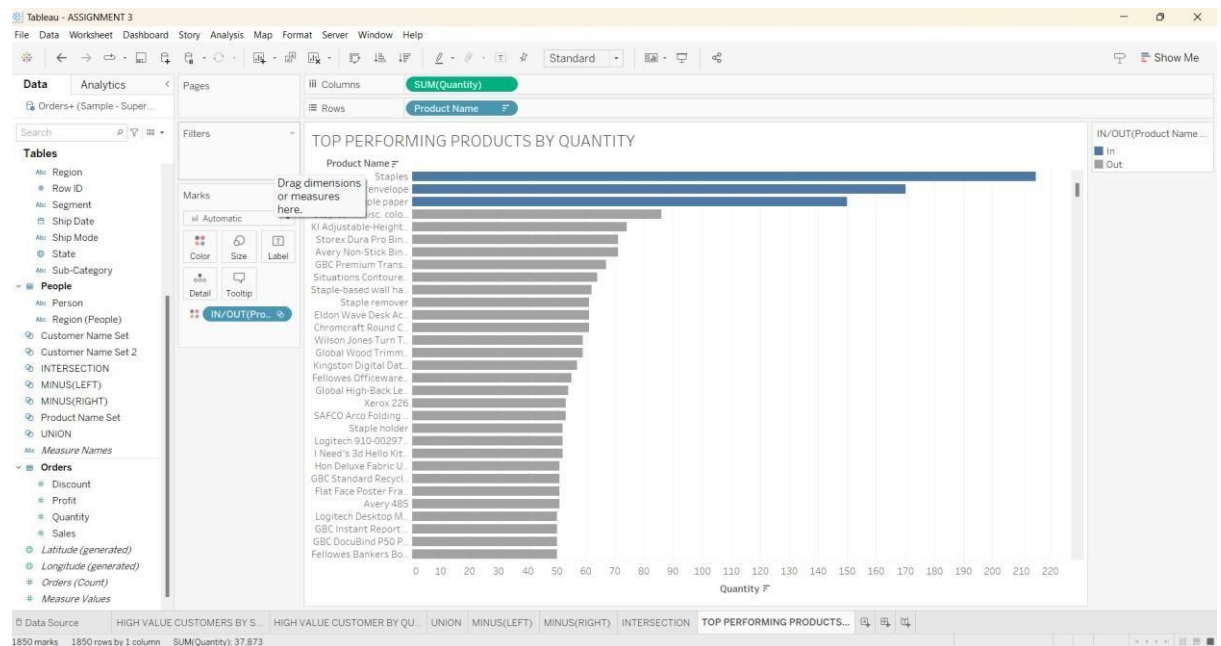 Tableau - ASSIGNMENT 3
File Data Worksheet Dashboard Story Analysis Map Format Server Window Help
Standard
Show Me
Data Analytics
Orders+ (Sample - Super...
Search
Tables
Abc Region
# Row ID
Abc Segment
Ship Date
Abc Ship Mode
State
Abc Sub-Category
People
Abc Person
Abc Region (People)
Customer Name Set
Customer Name Set 2
INTERSECTION
MINUS(LEFT)
MINUS(RIGHT)
Product Name Set
UNION
Abc Measure Names
Orders
# Discount
# Profit
# Quantity
# Sales
Latitude (generated)
Longitude (generated)
# Orders (Count)
# Measure Values
Pages
Filters
Drag dimensions
or measures
here.
Marks
Automatic
Color Size Label
Detail Tooltip
IN/OUT(Pro..
Columns SUM(Quantity)
Rows Product Name
TOP PERFORMING PRODUCTS BY QUANTITY
Product Name
Staples
envelope
ple paper
isc. colo..
KI Adjustable-Height..
Storex Dura Pro Bin..
Avery Non-Stick Bin..
GBC Premium Trans..
Situations Contoure..
Staple-based wall ha..
Staple remover
Eldon Wave Desk Ac..
Chromcraft Round C..
Wilson Jones Turn T..
Global Wood Trimm..
Kingston Digital Dat..
Fellowes Officeware..
Global High-Back Le..
Xerox 226
SAFCO Arco Folding ..
Staple holder
Logitech 910-00297..
I Need's 3d Hello Kit..
Hon Deluxe Fabric U..
GBC Standard Recycl..
Flat Face Poster Fra..
Avery 485
Logitech Desktop M..
GBC Instant Report ..
GBC DocuBind P50 P..
Fellowes Bankers Bo..
0 10 20 30 40 50 60 70 80 90 100 110 120 130 140 150 160 170 180 190 200 210 220
Quantity
IN/OUT(Product Name ...
In
Out
Data Source HIGH VALUE CUSTOMERS BY S... HIGH VALUE CUSTOMER BY QU... UNION MINUS(LEFT) MINUS(RIGHT) INTERSECTION TOP PERFORMING PRODUCTS...
1850 marks 1850 rows by 1 column SUM(Quantity): 37.873